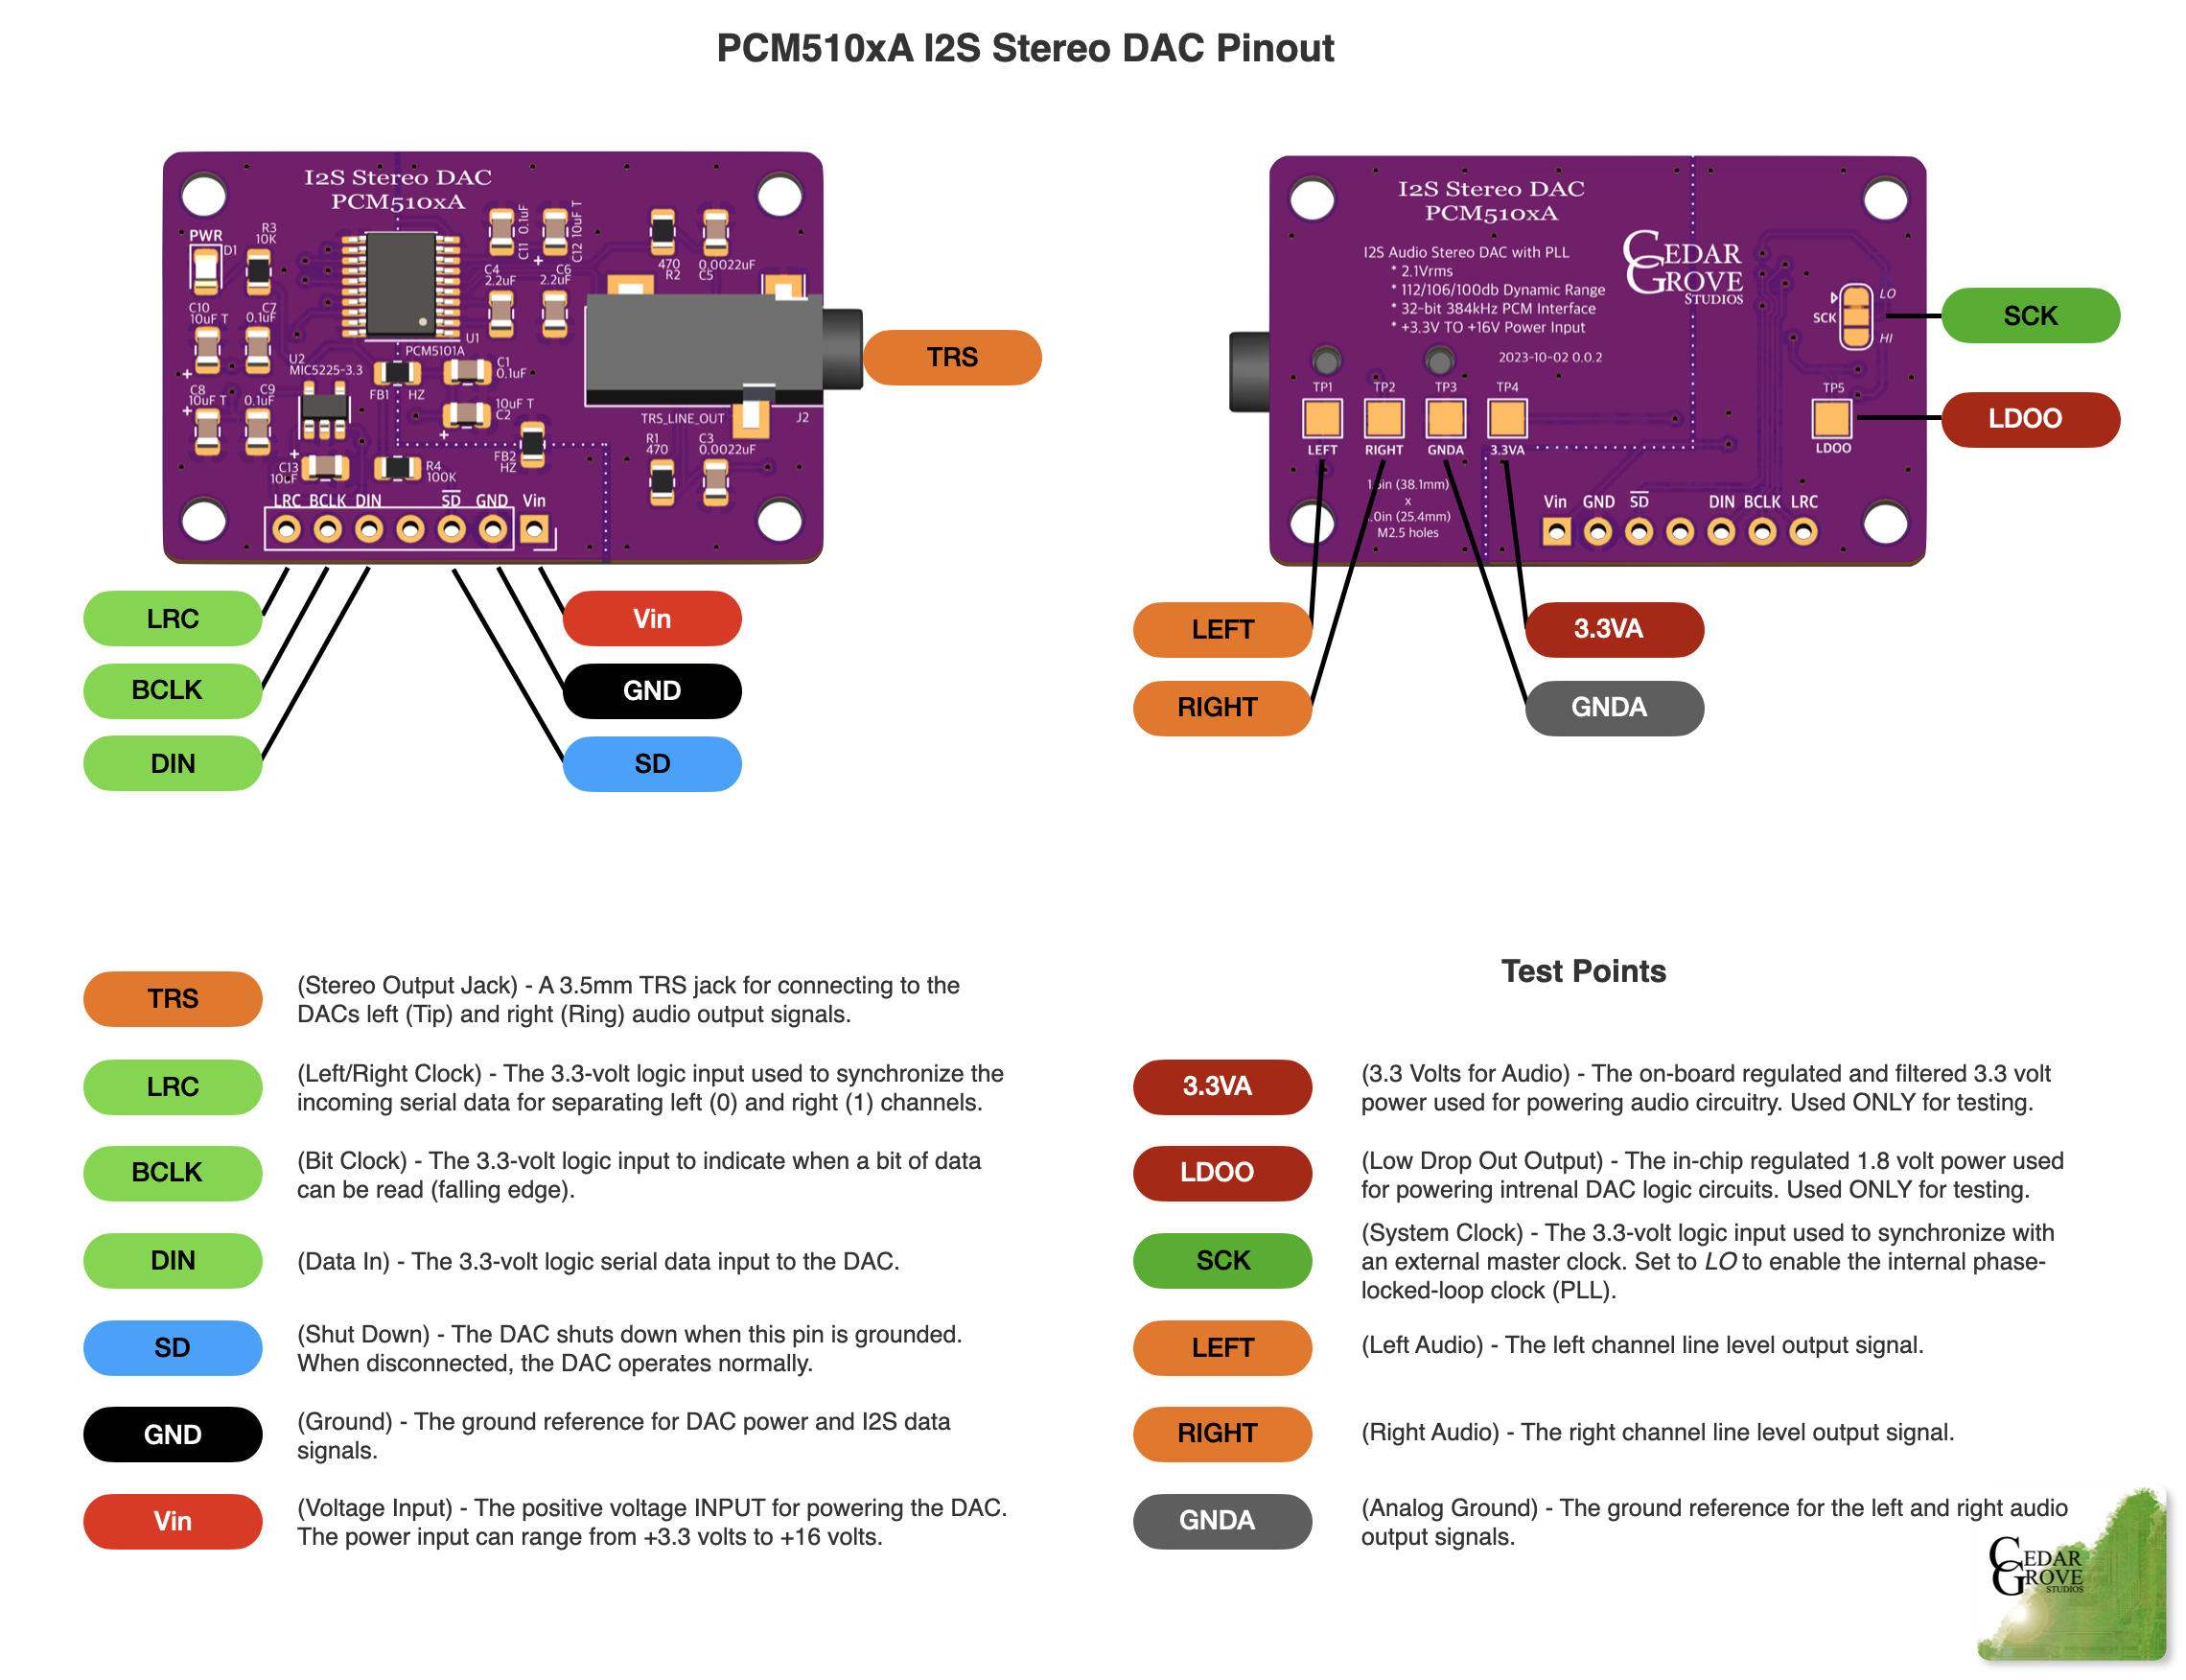 PCM510xA I2S Stereo DAC Pinout
I2S Stereo DAC
PCM510xA
PWR
D1
R3
10K
C11 0.1uF
C12 10uF T
470
R2
0.0022uF
C5
C4
2.2uF
C6
2.2uF
C10
10uF T
C7
0.1uF
U1
PCM5101A
U2
MIC5225-3.3
FB1
HZ
C1
0.1uF
C8
10uF T
C9
0.1uF
10uF T
C2
TRS_LINE_OUT
J2
R1
470
C3
0.0022uF
FB2
HZ
C13
10uF
R4
100K
LRC BCLK DIN SD GND Vin
TRS
LRC
BCLK
DIN
Vin
GND
SD
I2S Stereo DAC
PCM510xA
CEDAR
GROVE
STUDIOS
I2S Audio Stereo DAC with PLL
* 2.1Vrms
* 112/106/100db Dynamic Range
* 32-bit 384kHz PCM Interface
* +3.3V TO +16V Power Input
2023-10-02 0.0.2
LO
SCK
HI
TP1 TP2 TP3 TP4
TP5
LEFT RIGHT GNDA 3.3VA
LDOO
(38.1mm)
x
(25.4mm)
M2.5 holes
Vin GND SD DIN BCLK LRC
SCK
LDOO
LEFT
RIGHT
3.3VA
GNDA
TRS
(Stereo Output Jack) - A 3.5mm TRS jack for connecting to the
DACs left (Tip) and right (Ring) audio output signals.
LRC
(Left/Right Clock) - The 3.3-volt logic input used to synchronize the
incoming serial data for separating left (0) and right (1) channels.
BCLK
(Bit Clock) - The 3.3-volt logic input to indicate when a bit of data
can be read (falling edge).
DIN
(Data In) - The 3.3-volt logic serial data input to the DAC.
SD
(Shut Down) - The DAC shuts down when this pin is grounded.
When disconnected, the DAC operates normally.
GND
(Ground) - The ground reference for DAC power and I2S data
signals.
Vin
(Voltage Input) - The positive voltage INPUT for powering the DAC.
The power input can range from +3.3 volts to +16 volts.
Test Points
3.3VA
(3.3 Volts for Audio) - The on-board regulated and filtered 3.3 volt
power used for powering audio circuitry. Used ONLY for testing.
LDOO
(Low Drop Out Output) - The in-chip regulated 1.8 volt power used
for powering intrenal DAC logic circuits. Used ONLY for testing.
SCK
(System Clock) - The 3.3-volt logic input used to synchronize with
an external master clock. Set to LO to enable the internal phase-
locked-loop clock (PLL).
LEFT
(Left Audio) - The left channel line level output signal.
RIGHT
(Right Audio) - The right channel line level output signal.
GNDA
(Analog Ground) - The ground reference for the left and right audio
output signals.
CEDAR
GROVE
STUDIOS